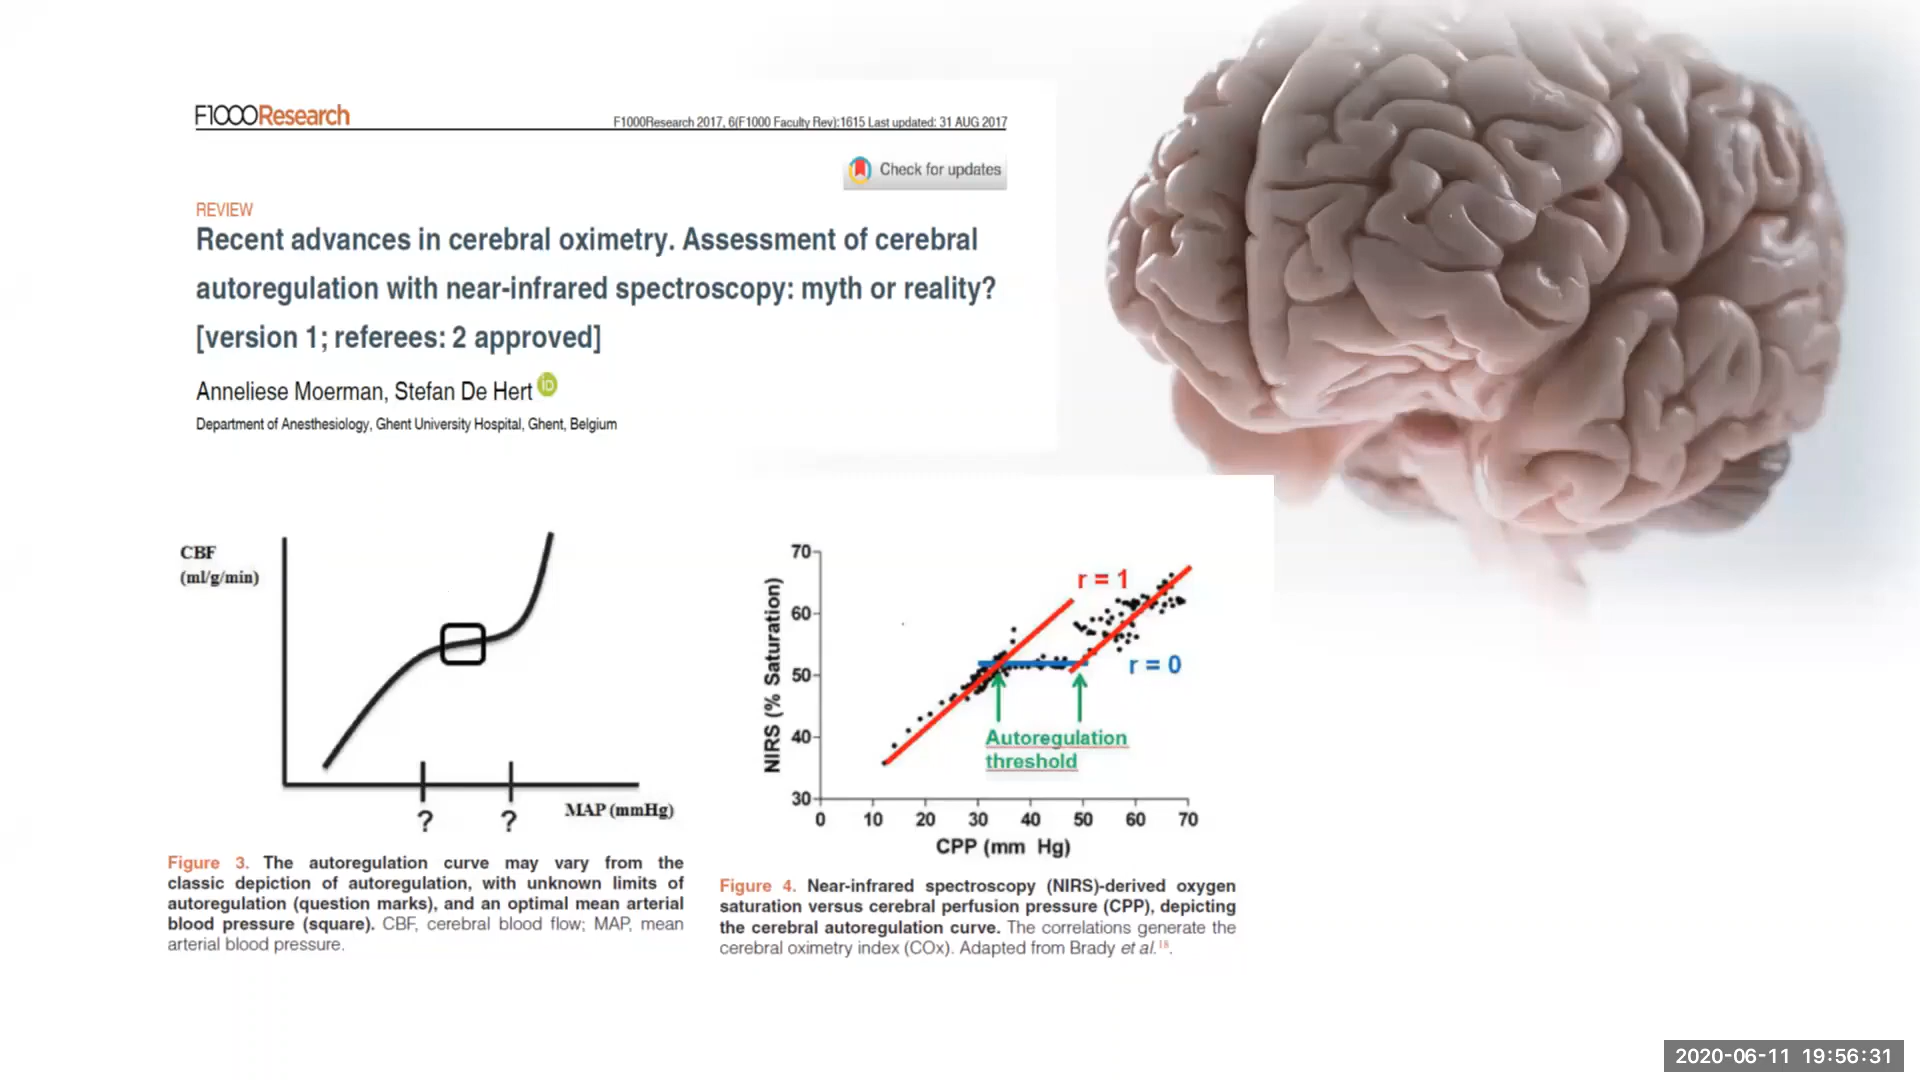 F1000Research
F1000Research 2017, 6(F1000 Faculty Rev):1615 Last updated: 31 AUG 2017
Check for updates
REVIEW
Recent advances in cerebral oximetry. Assessment of cerebral
autoregulation with near-infrared spectroscopy: myth or reality?
[version 1; referees: 2 approved]
Anneliese Moerman, Stefan De Hert iD
Department of Anesthesiology, Ghent University Hospital, Ghent, Belgium
CBF
(ml/g/min)
MAP (mmHg)
? ?
Figure 3. The autoregulation curve may vary from the
classic depiction of autoregulation, with unknown limits of
autoregulation (question marks), and an optimal mean arterial
blood pressure (square). CBF, cerebral blood flow; MAP, mean
arterial blood pressure.
NIRS (% Saturation)
70
60
50
40
30
r = 1
r = 0
Autoregulation
threshold
0 10 20 30 40 50 60 70
CPP (mm Hg)
Figure 4. Near-infrared spectroscopy (NIRS)-derived oxygen
saturation versus cerebral perfusion pressure (CPP), depicting
the cerebral autoregulation curve. The correlations generate the
cerebral oximetry index (COx). Adapted from Brady et al.18.
2020-06-11 19:56:31